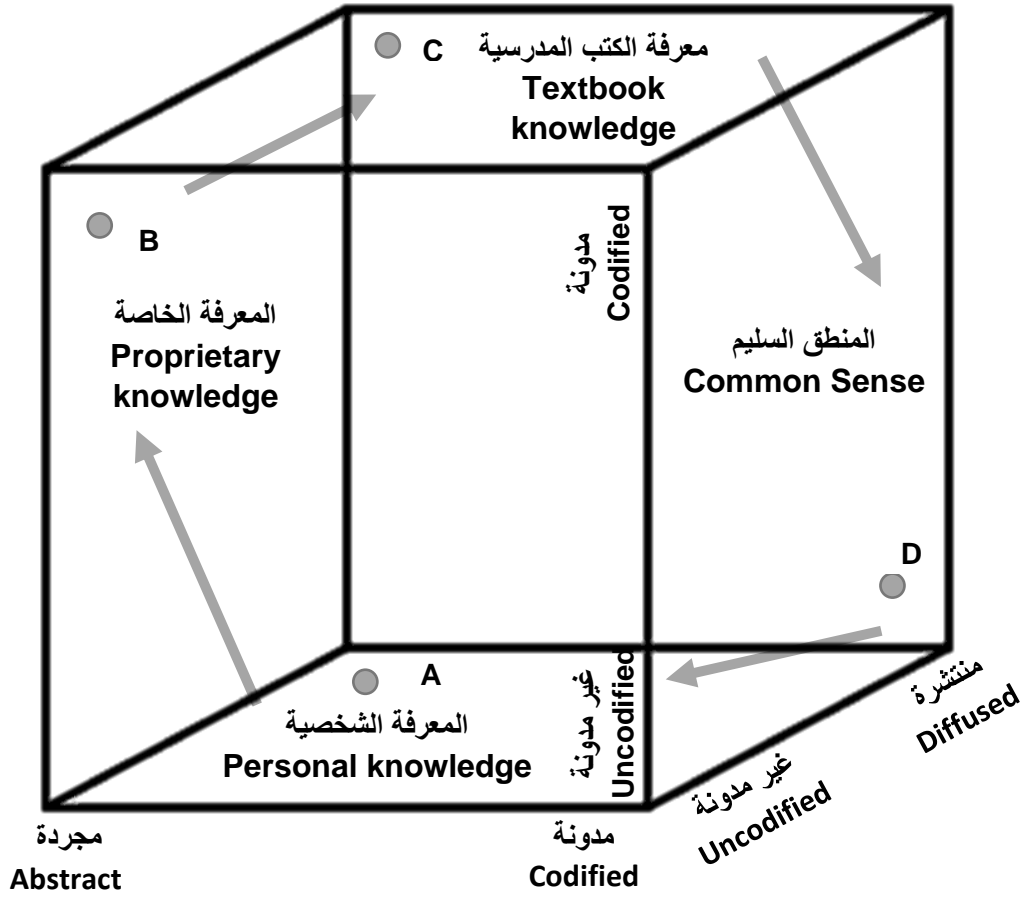 C
معرفة الكتب المدرسية
Textbook
knowledge
B
مدونة
Codified
المعرفة الخاصة
Proprietary
knowledge
المنطق السليم
Common Sense
D
A
المعرفة الشخصية
Personal knowledge
غير مدونة
Uncodified
منتشرة
Diffused
غير مدونة
Uncodified
مجردة
Abstract
مدونة
Codified